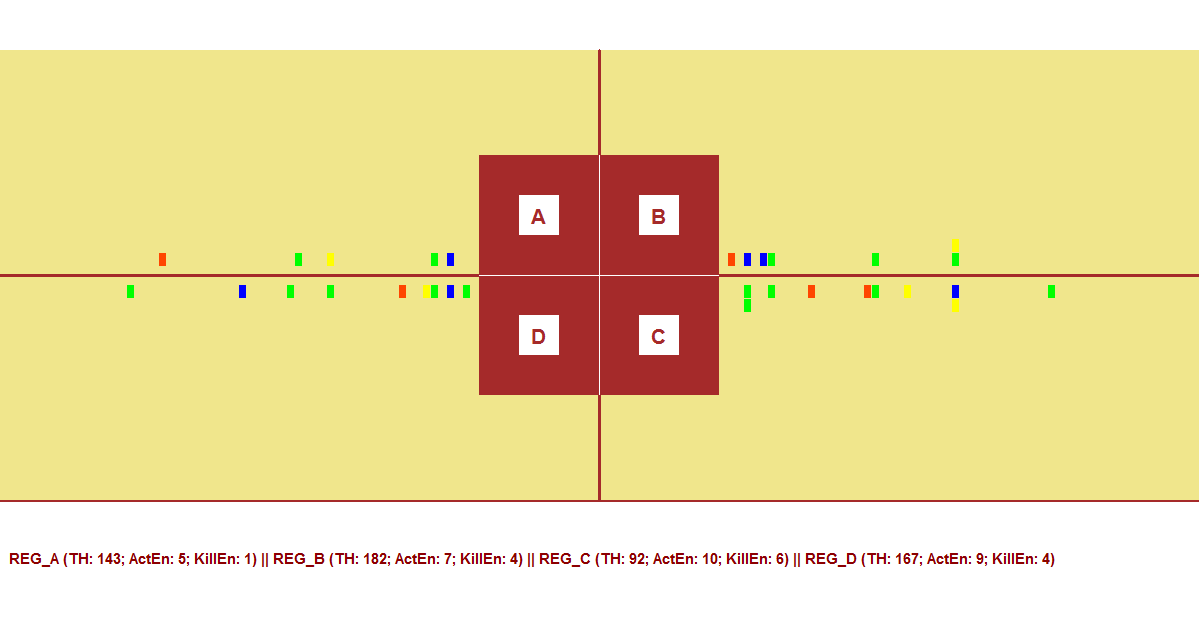 A B
D C
REG_A (TH: 143; ActEn: 5; KillEn: 1) || REG_B (TH: 182; ActEn: 7; KillEn: 4) || REG_C (TH: 92; ActEn: 10; KillEn: 6) || REG_D (TH: 167; ActEn: 9; KillEn: 4)